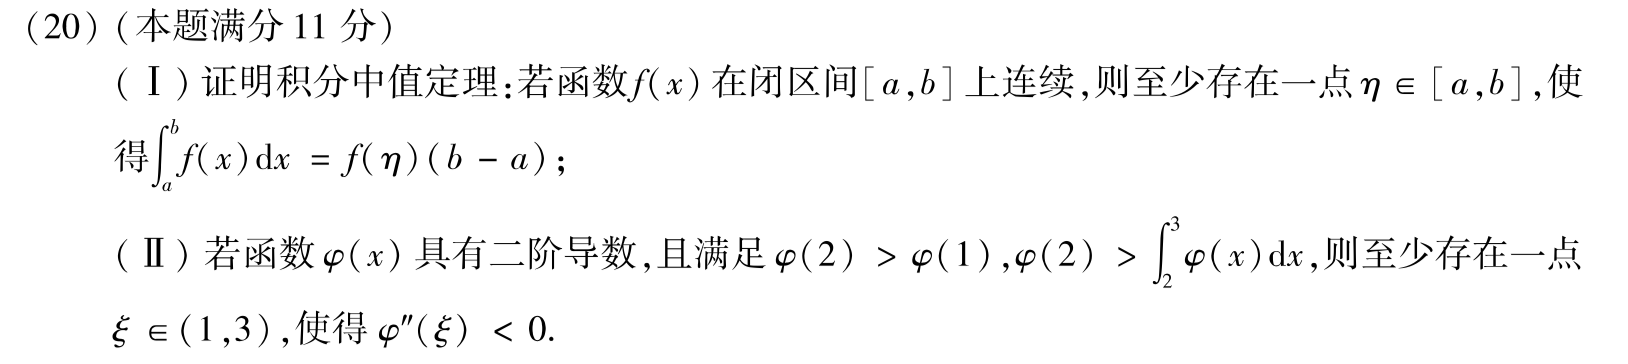 (20)(本题满分 11 分)
(Ⅰ)证明积分中值定理:若函数f(x)在闭区间[a,b]上连续,则至少存在一点η∈[a,b],使
得∫_a^b f(x)dx = f(η)(b - a);
(Ⅱ)若函数φ(x)具有二阶导数,且满足φ(2) > φ(1),φ(2) > ∫_2^3 φ(x)dx,则至少存在一点
ξ∈(1,3),使得φ″(ξ) < 0.